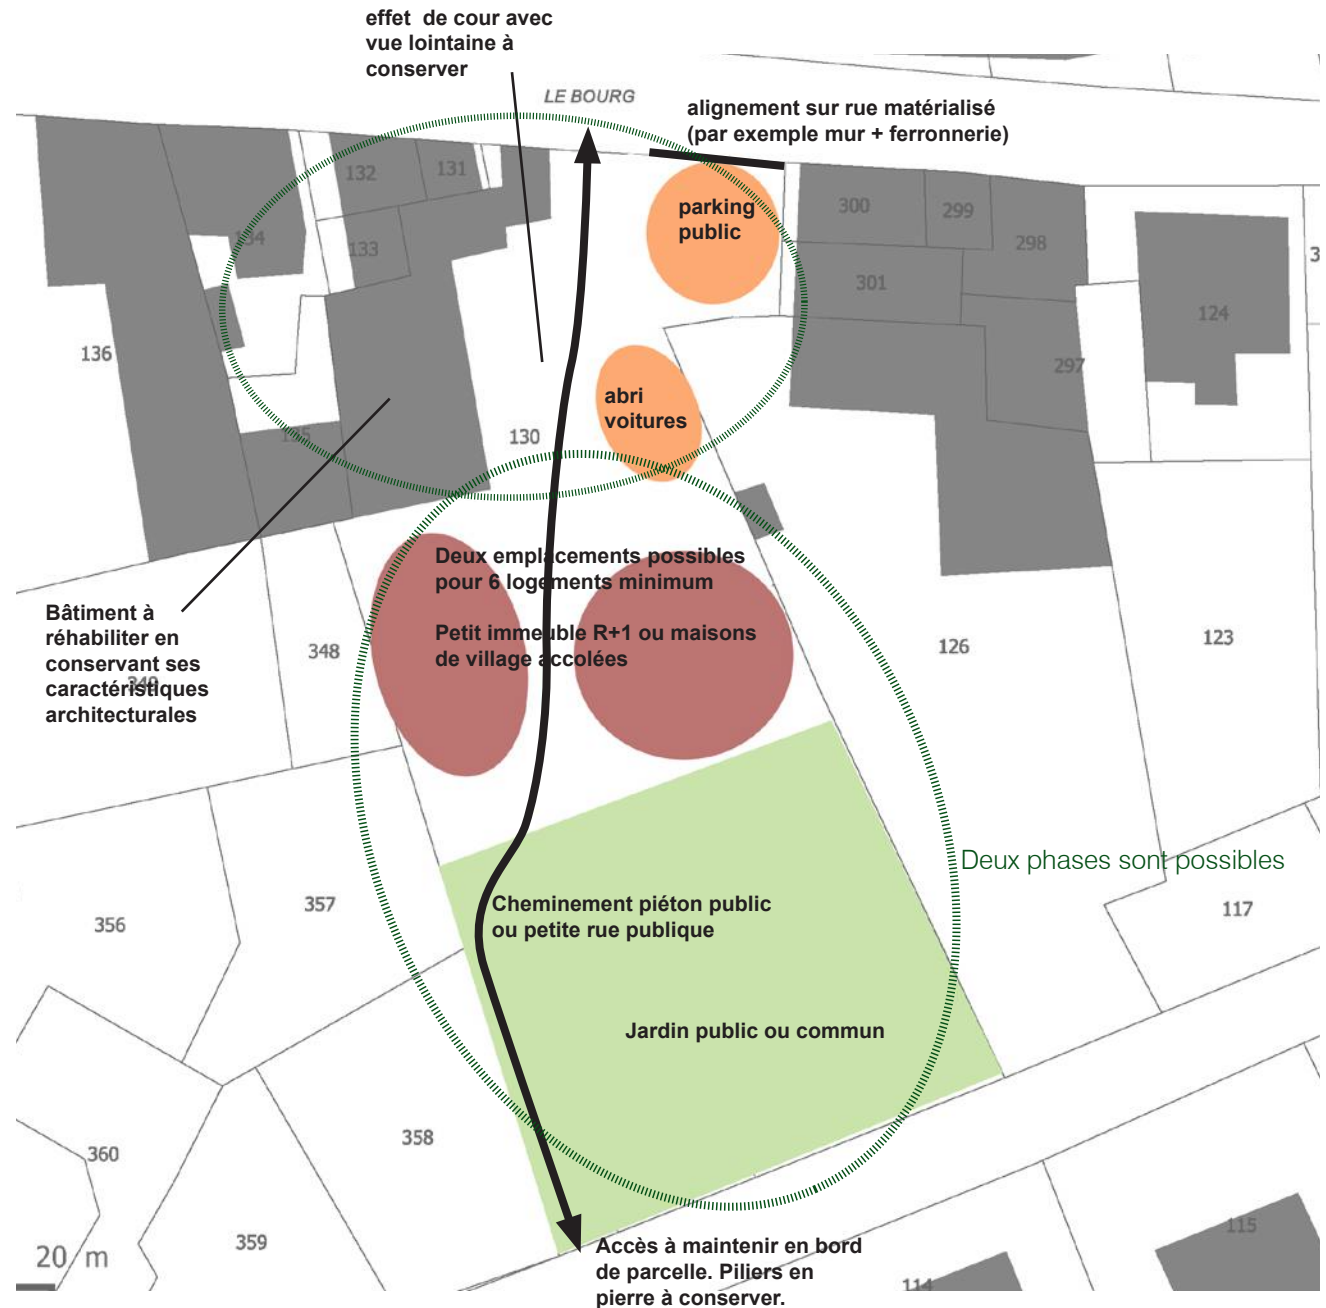 effet de cour avec
vue lointaine à
conserver
LE BOURG
alignement sur rue matérialisé
(par exemple mur + ferronnerie)
132
131
134
133
parking
public
300
299
298
301
124
3
136
297
abri
voitures
135
130
Deux emplacements possibles
pour 6 logements minimum
Petit immeuble R+1 ou maisons
de village accolées
Bâtiment à
réhabiliter en
conservant ses
caractéristiques
architecturales
349
348
126
123
Deux phases sont possibles
356
357
Cheminement piéton public
ou petite rue publique
117
Jardin public ou commun
358
360
359
115
20 m
Accès à maintenir en bord
de parcelle. Piliers en
pierre à conserver.
114